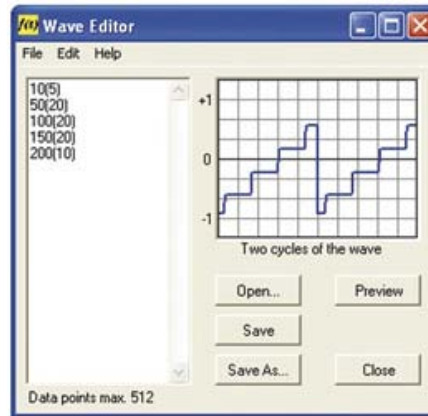 f(t) Wave Editor
File Edit Help
10(5)
50(20)
100(20)
150(20)
200(10)
+1
0
-1
Two cycles of the wave
Open... Preview
Save
Save As... Close
Data points max. 512